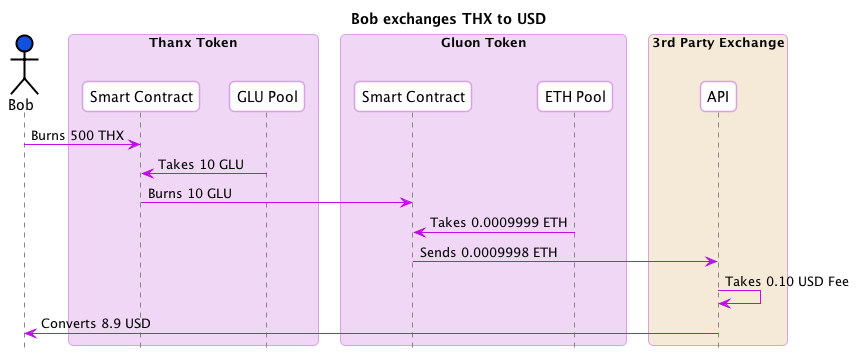 Bob exchanges THX to USD
Thanx Token
Gluon Token
3rd Party Exchange
Bob
Smart Contract
GLU Pool
Smart Contract
ETH Pool
API
Burns 500 THX
Takes 10 GLU
Burns 10 GLU
Takes 0.0009999 ETH
Sends 0.0009998 ETH
Takes 0.10 USD Fee
Converts 8.9 USD